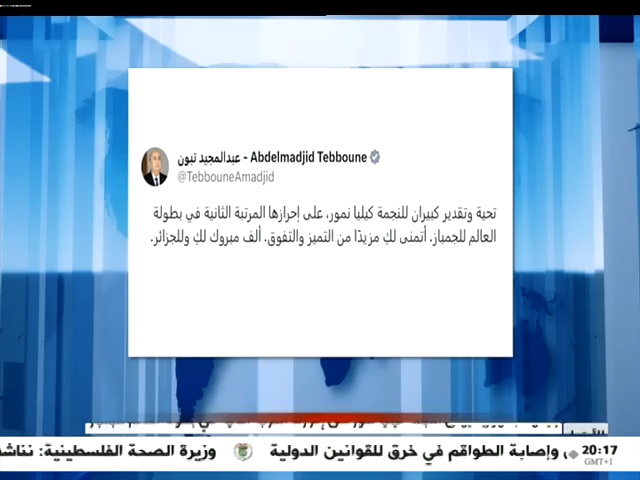 عبدالمجيد تبون - Abdelmadjid Tebboune
@TebbouneAmadjid
تحية وتقدير كبيران للنجمة كيليا نمور، على إحرازها المرتبة الثانية في بطولة
العالم للجمباز. أتمنى لكِ مزيدًا من التميز والتفوق. ألف مبروك لكِ وللجزائر.
وإصابة الطواقم في خرق للقوانين الدولية
وزيرة الصحة الفلسطينية:
20:17
GMT+1